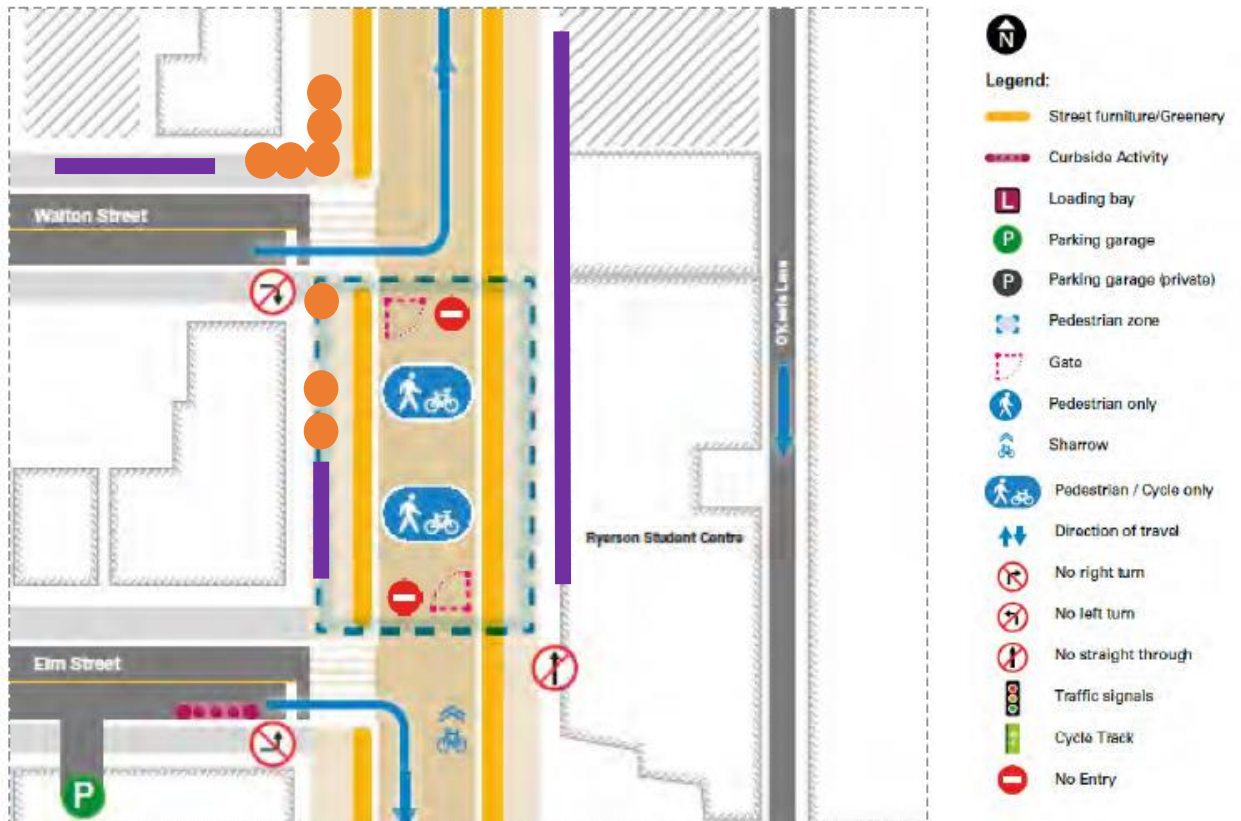 Walton Street
O'Keefe Lane
Ryerson Student Centre
Elm Street
P
N
Legend:
Street furniture/Greenery
Curbside Activity
L
Loading bay
P
Parking garage
P
Parking garage (private)
Pedestrian zone
Gate
Pedestrian only
Sharrow
Pedestrian / Cycle only
Direction of travel
No right turn
No left turn
No straight through
Traffic signals
Cycle Track
No Entry